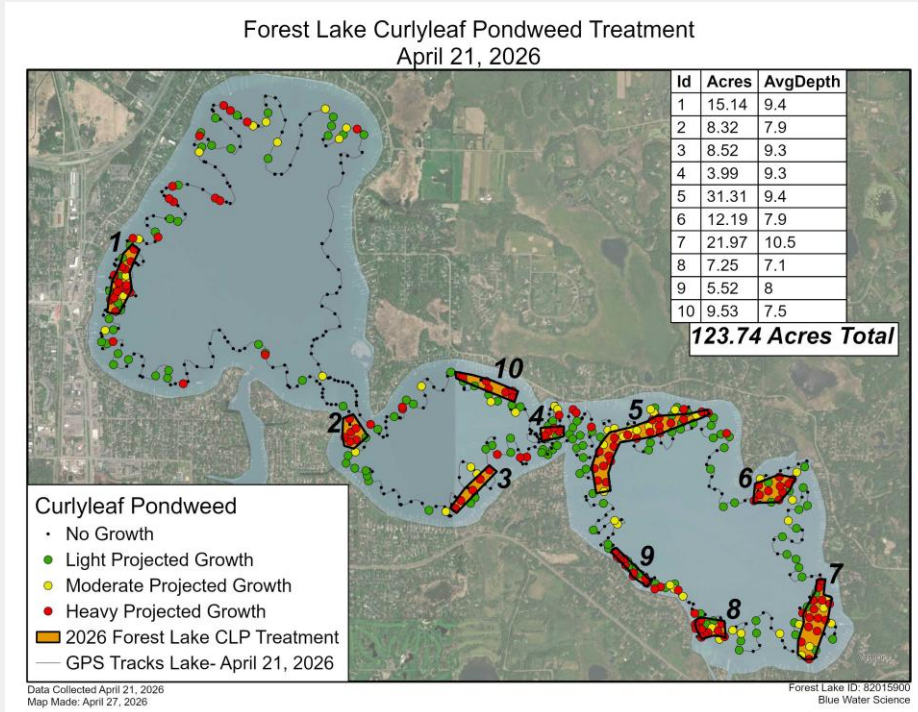 Forest Lake Curlyleaf Pondweed Treatment
April 21, 2026
Id Acres AvgDepth
1 15.14 9.4
2 8.32 7.9
3 8.52 9.3
4 3.99 9.3
5 31.31 9.4
6 12.19 7.9
7 21.97 10.5
8 7.25 7.1
9 5.52 8
10 9.53 7.5
123.74 Acres Total
1
10
2
4
5
3
6
9
7
8
Curlyleaf Pondweed
No Growth
Light Projected Growth
Moderate Projected Growth
Heavy Projected Growth
2026 Forest Lake CLP Treatment
GPS Tracks Lake- April 21, 2026
Data Collected April 21, 2026
Map Made: April 27, 2026
Forest Lake ID: 82015900
Blue Water Science